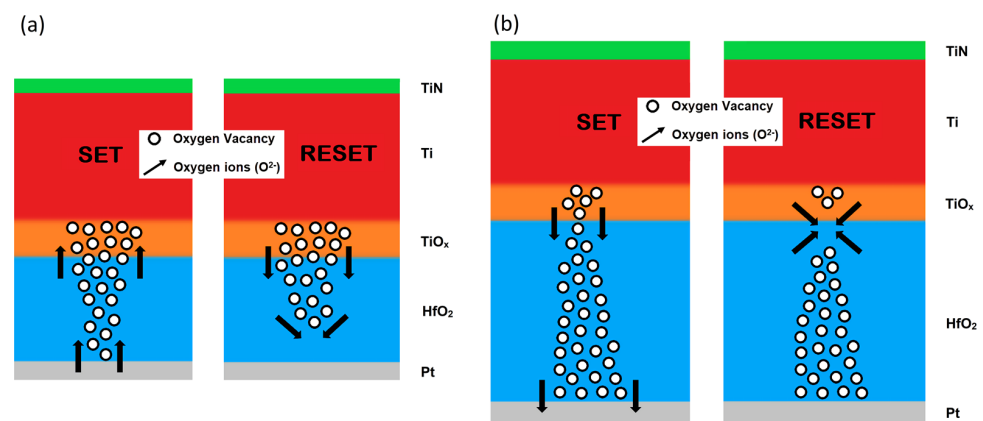 (a)
(b)
SET
RESET
Oxygen Vacancy
Oxygen ions (O²⁻)
TiN
Ti
TiOₓ
HfO₂
Pt
SET
RESET
Oxygen Vacancy
Oxygen ions (O²⁻)
TiN
Ti
TiOₓ
HfO₂
Pt